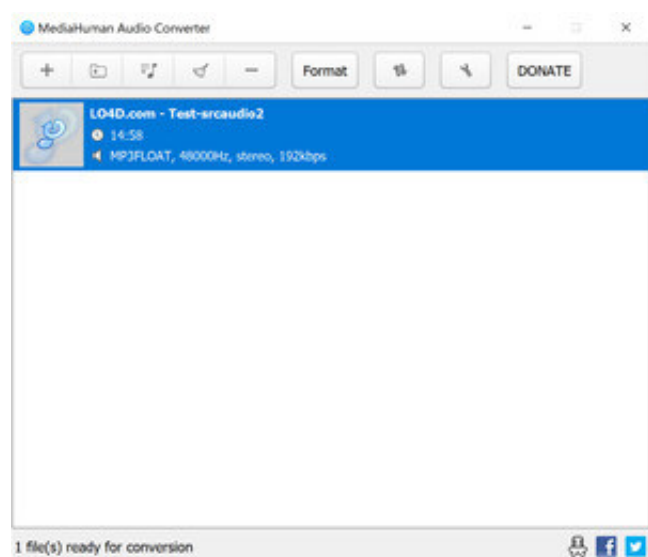 MediaHuman Audio Converter
Format
DONATE
LO4D.com - Test-srcaudio2
14:58
MP3FLOAT, 48000Hz, stereo, 192kbps
1 file(s) ready for conversion